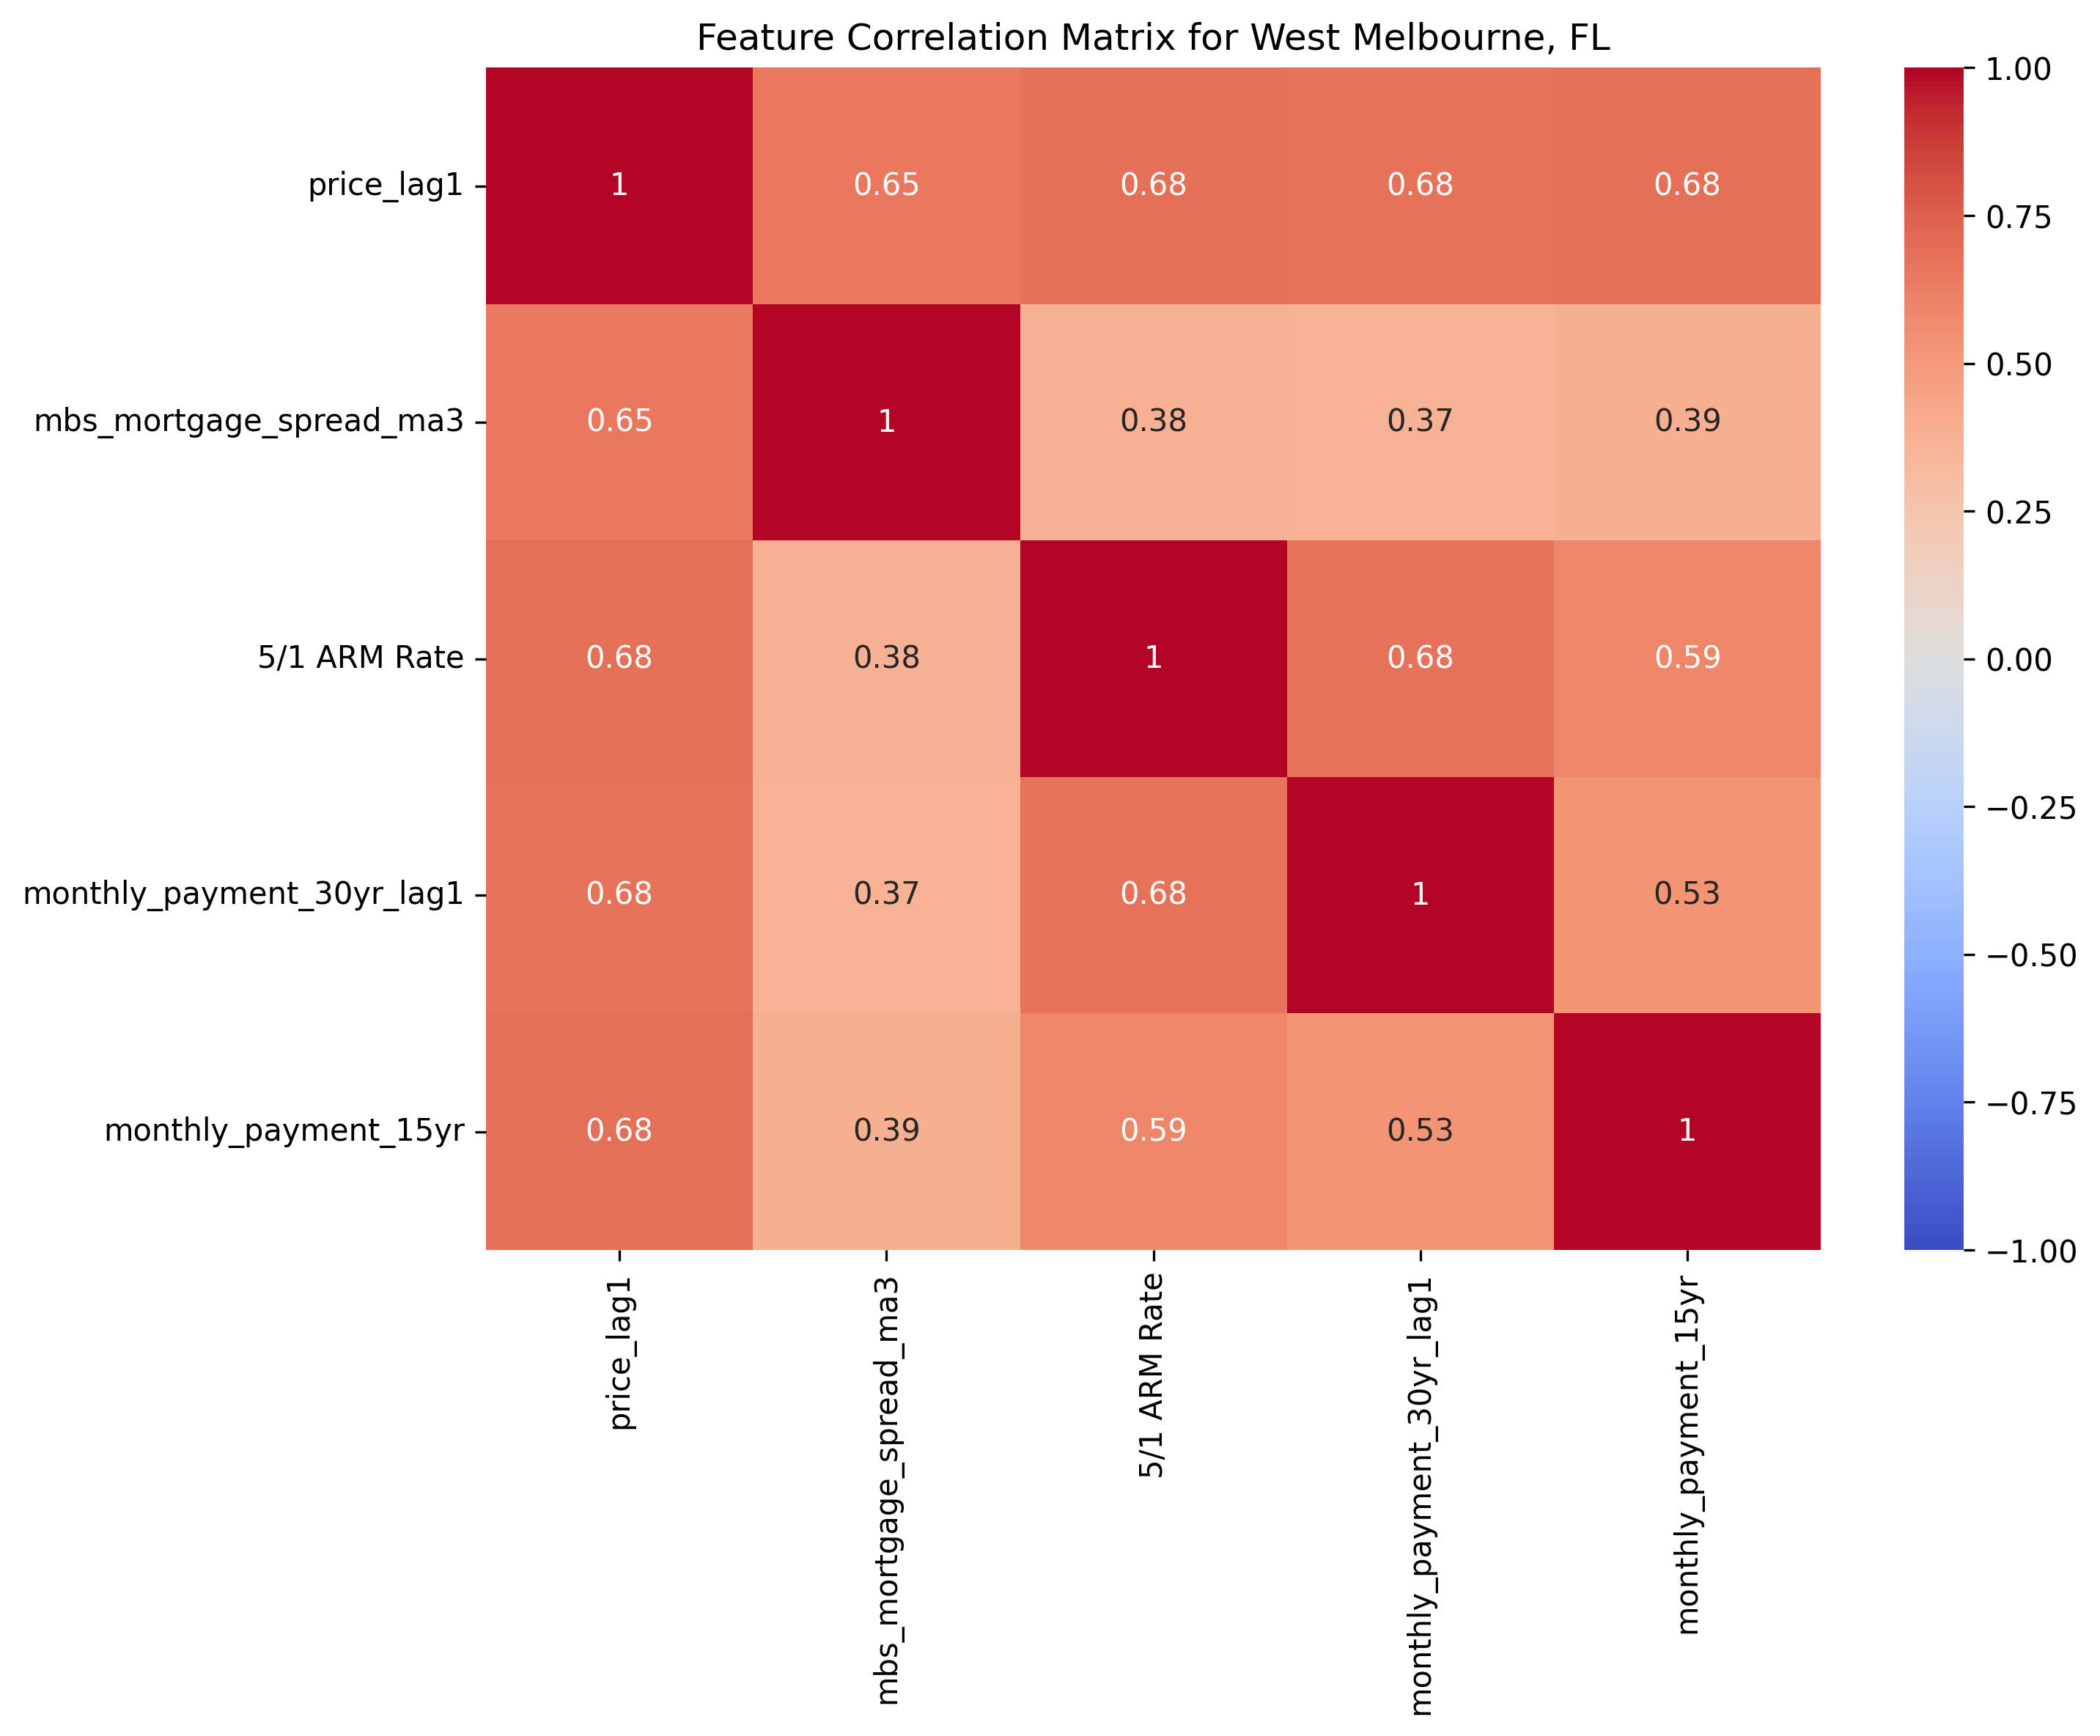 Feature Correlation Matrix for West Melbourne, FL
price_lag1 1 0.65 0.68 0.68 0.68
mbs_mortgage_spread_ma3 0.65 1 0.38 0.37 0.39
5/1 ARM Rate 0.68 0.38 1 0.68 0.59
monthly_payment_30yr_lag1 0.68 0.37 0.68 1 0.53
monthly_payment_15yr 0.68 0.39 0.59 0.53 1
price_lag1
mbs_mortgage_spread_ma3
5/1 ARM Rate
monthly_payment_30yr_lag1
monthly_payment_15yr
1.00
0.75
0.50
0.25
0.00
−0.25
−0.50
−0.75
−1.00